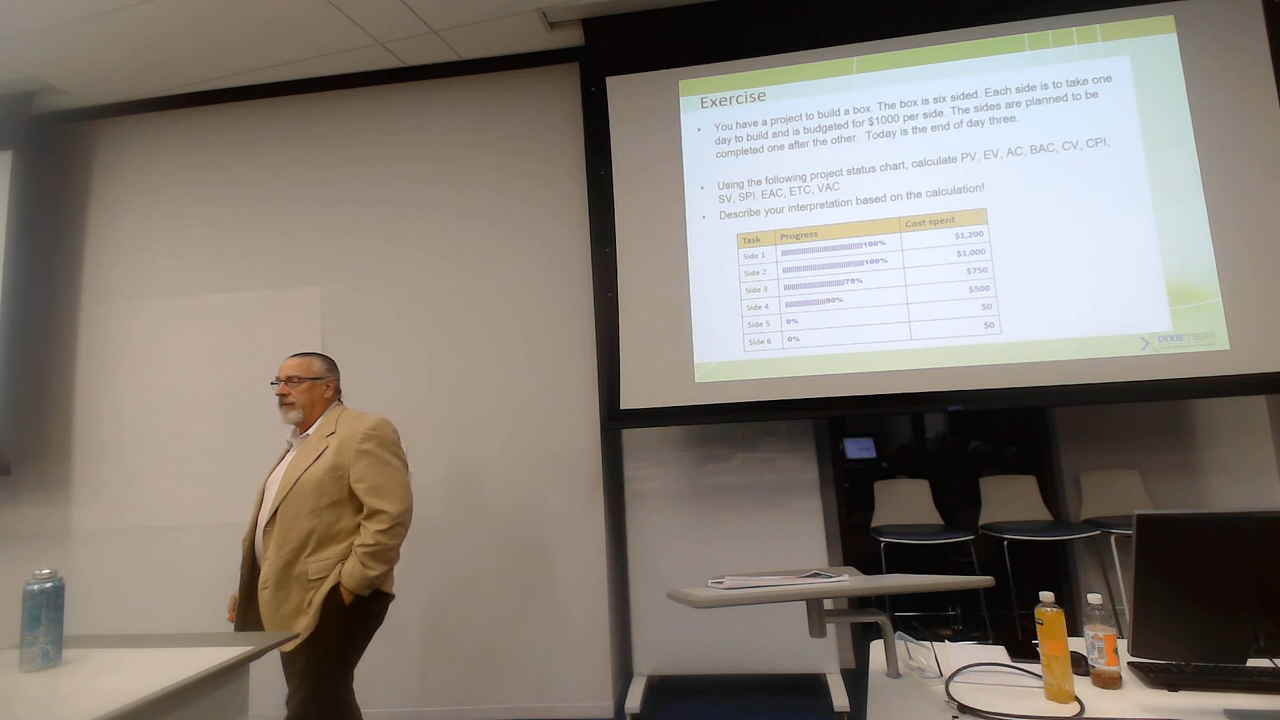 Exercise
You have a project to build a box. The box is six sided. Each side is to take one
day to build and is budgeted for $1000 per side. The sides are planned to be
completed one after the other. Today is the end of day three.
Using the following project status chart, calculate PV, EV, AC, BAC, CV, CPI,
SV, SPI, EAC, ETC, VAC.
Describe your interpretation based on the calculation!
Task Progress Cost spent
Side 1 100% $1,200
Side 2 100% $1,000
Side 3 75% $750
Side 4 50% $500
Side 5 0% $0
Side 6 0% $0